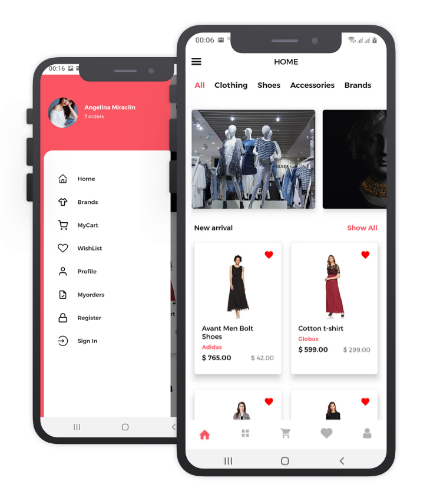 00:16
Angelina Miraclin
7 orders
Home
Brands
MyCart
WishList
Profile
Myorders
Register
Sign In
00:06
HOME
All Clothing Shoes Accessories Brands
New arrival Show All
Avant Men Bolt
Shoes
Adidas
$ 765.00 $ 42.00
Cotton t-shirt
Globus
$ 599.00 $ 299.00